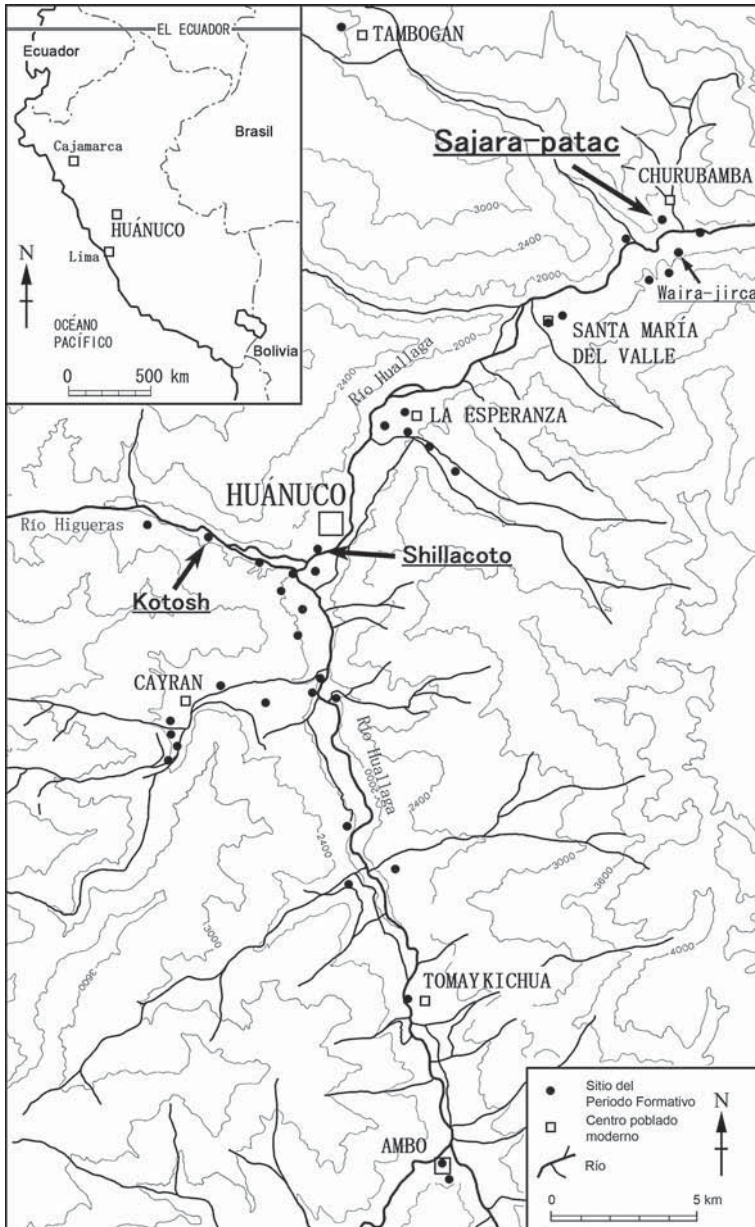 EL ECUADOR
Ecuador
Brasil
Cajamarca
HUÁNUCO
Lima
N
OCÉANO
PACÍFICO
Bolivia
0 500 km
TAMBOGAN
Sajara-patac
CHURUBAMBA
3000
2400
2000
Waira-jirca
SANTA MARÍA
DEL VALLE
2000
2400
Río Huallaga
LA ESPERANZA
HUÁNUCO
Río Higueras
Shillacoto
Kotosh
CAYRAN
Río Huallaga
2000
2400
2400
3000
3600
3000
3600
4000
TOMAYKICHUA
AMBO
Sitio del
Periodo Formativo
Centro poblado
moderno
Río
N
0 5 km